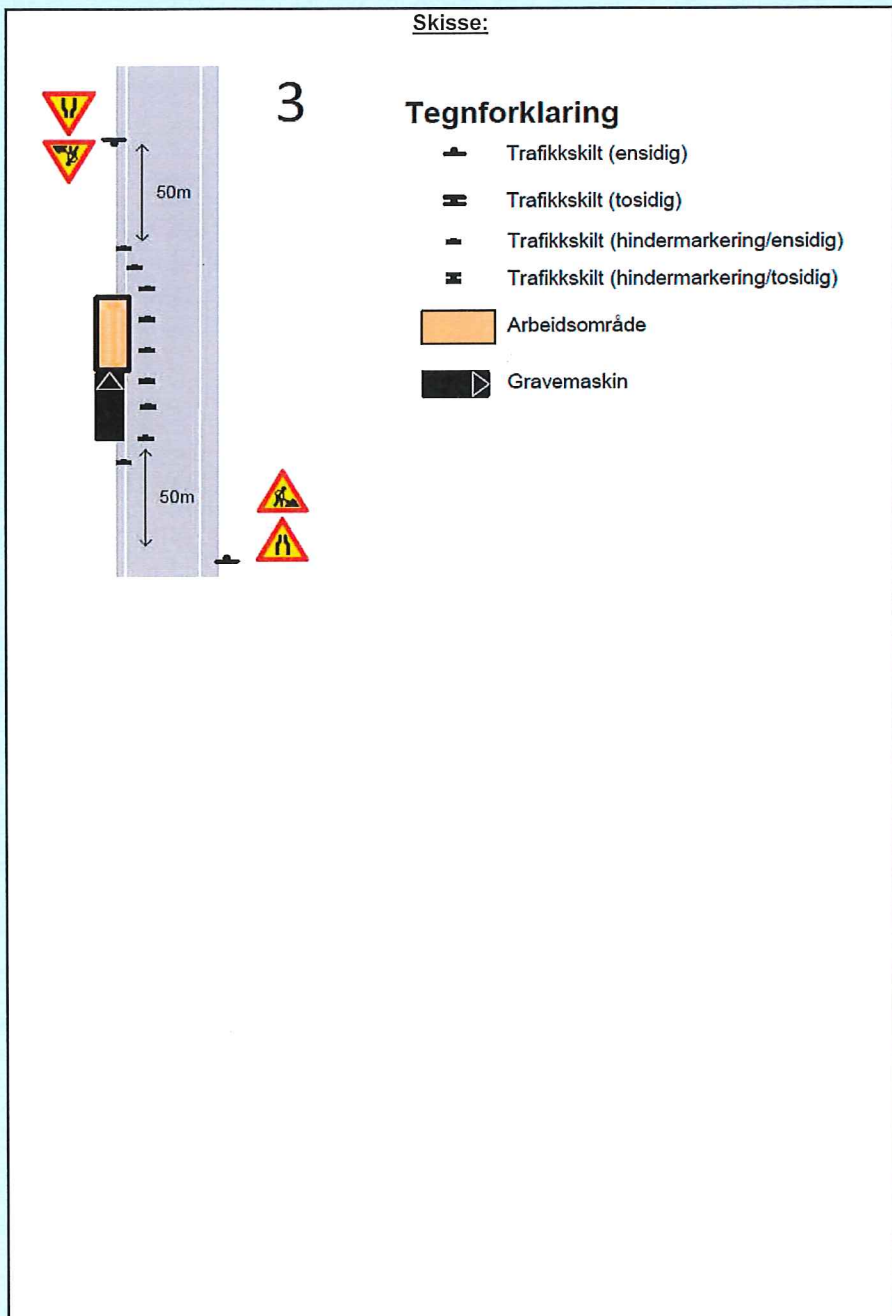 Skisse:
3
Tegnforklaring
Trafikkskilt (ensidig)
50m
Trafikkskilt (tosidig)
Trafikkskilt (hindermarkering/ensidig)
Trafikkskilt (hindermarkering/tosidig)
Arbeidsområde
Gravemaskin
50m